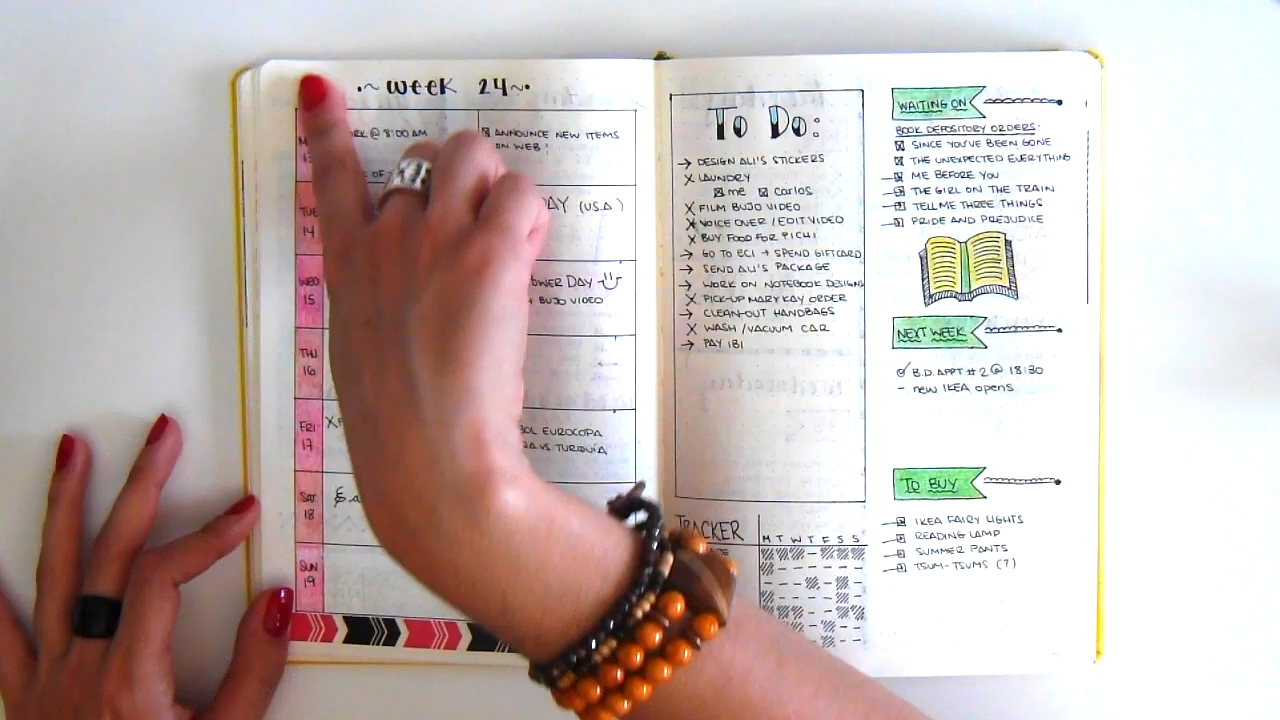 week 24
@ 8:00 AM
ANNOUNCE NEW ITEMS
ON WEB!
TUE
14
DAY (USA)
WED
15
DAY
+ BUJO VIDEO
THU
16
FRI
17
EUROCOPA
VS. TURQUÍA
SAT
18
SUN
19
To Do:
→ DESIGN ALI'S STICKERS
X LAUNDRY
☒ me ☒ carlos
X FILM BUJO VIDEO
X VOICE OVER / EDIT VIDEO
X BUY FOOD FOR PICHI
→ GO TO ECI → SPEND GIFTCARD
→ SEND ALI'S PACKAGE
→ WORK ON NOTEBOOK DESIGNS
X PICK-UP MARY KAY ORDER
→ CLEAN-OUT HANDBAGS
X WASH / VACUUM CAR
→ PAY IBI
TRACKER
M T W T F S S
WAITING ON
BOOK DEPOSITORY ORDERS:
SINCE YOU'VE BEEN GONE
THE UNEXPECTED EVERYTHING
ME BEFORE YOU
THE GIRL ON THE TRAIN
TELL ME THREE THINGS
PRIDE AND PREJUDICE
NEXT WEEK
B.D. APPT #2 @ 18:30
- new IKEA opens
TO BUY
IKEA FAIRY LIGHTS
READING LAMP
SUMMER PANTS
TSUM-TSUMS (?)